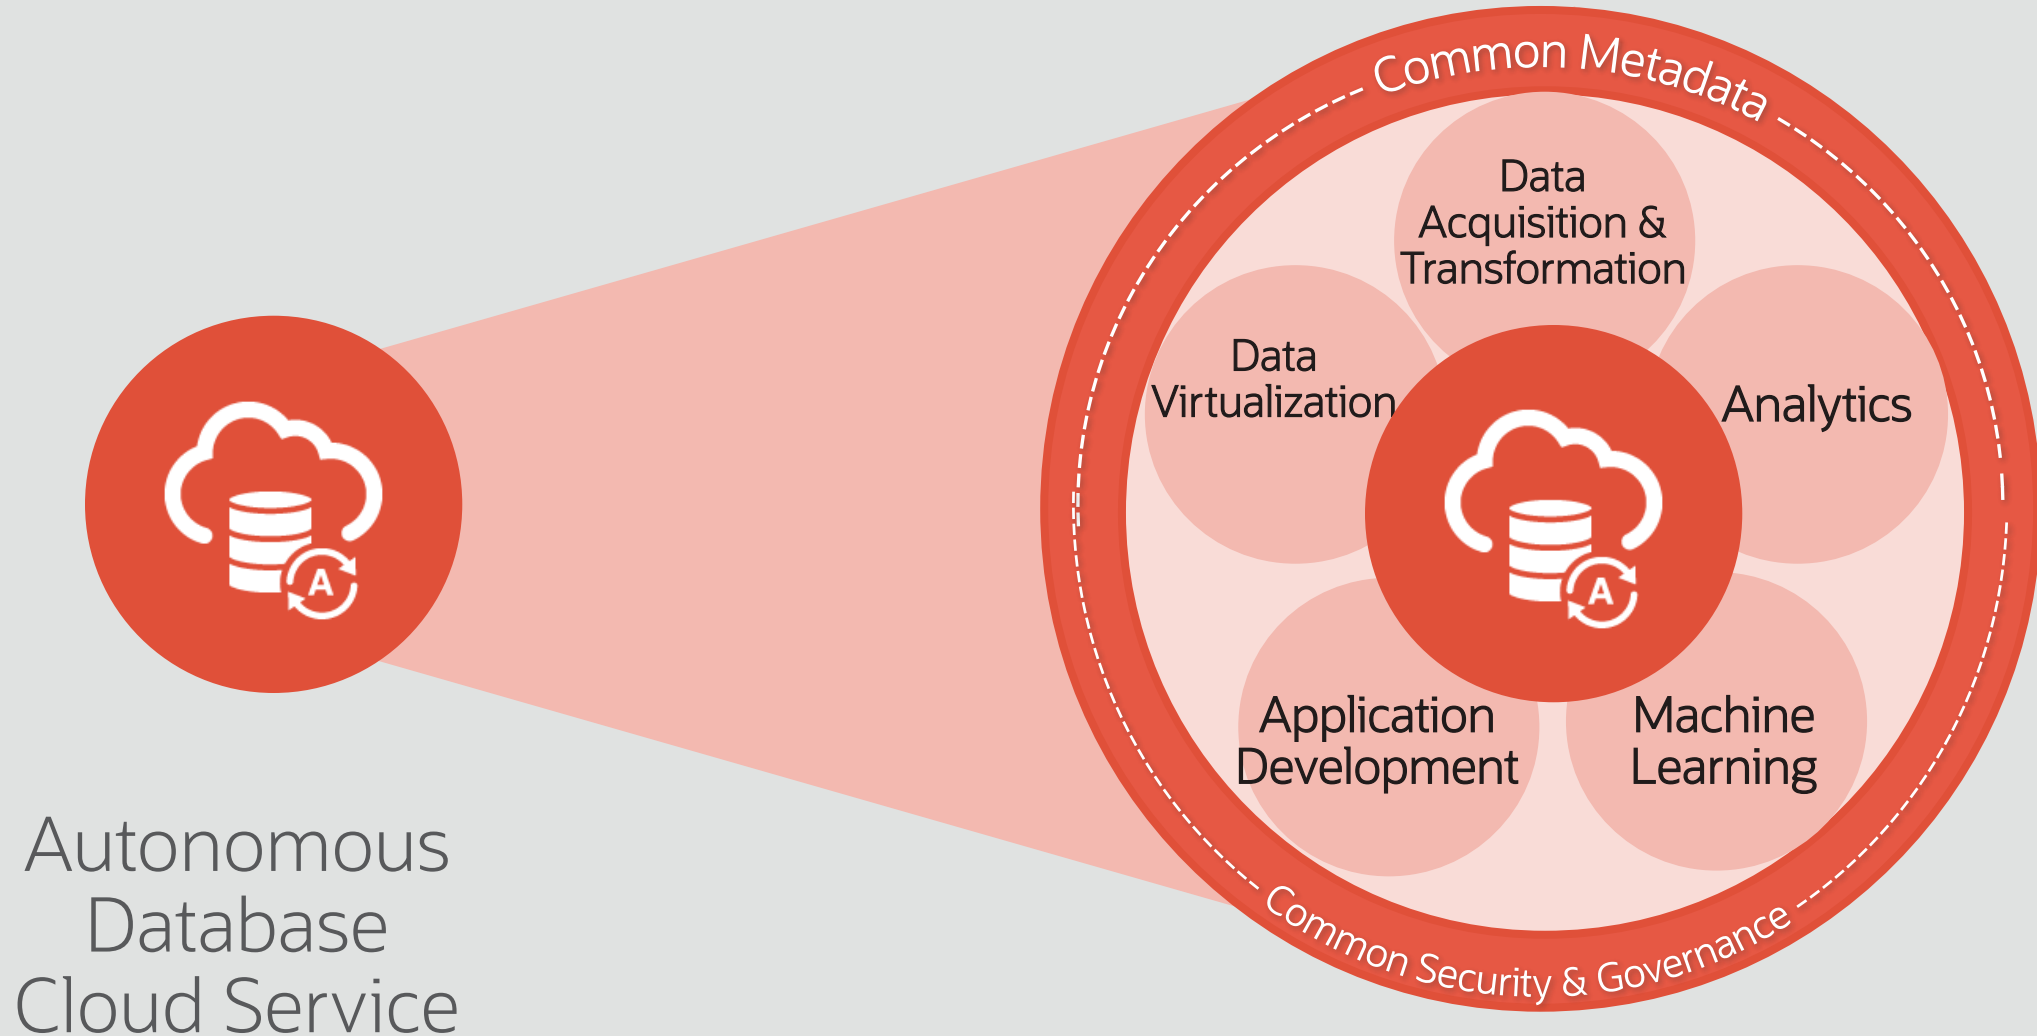 Common Metadata
Data
Acquisition &
Transformation
Data
Virtualization
Analytics
A
A
Application
Development
Machine
Learning
Common Security & Governance
Autonomous
Database
Cloud Service